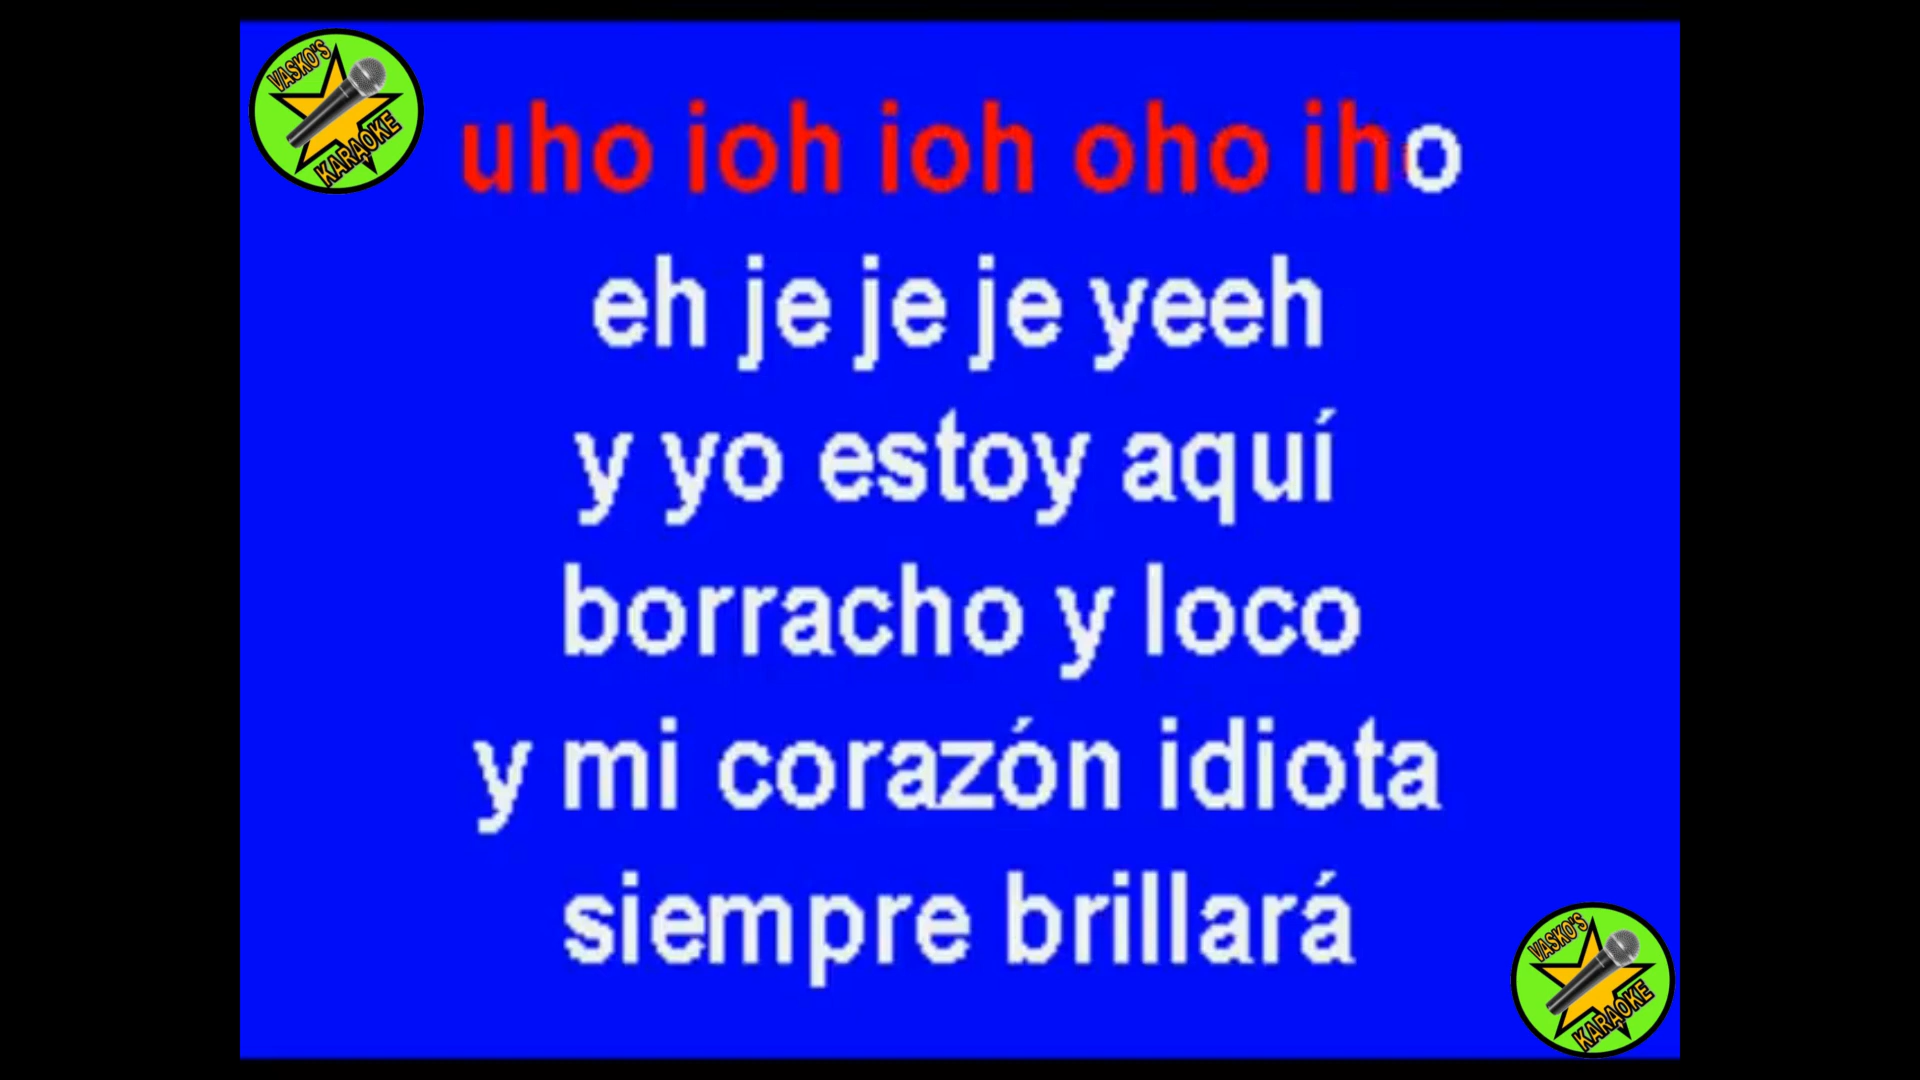 VASKO'S
KARAOKE
uho ioh ioh oho iho
eh je je je yeeh
y yo estoy aquí
borracho y loco
y mi corazón idiota
siempre brillará
VASKO'S
KARAOKE